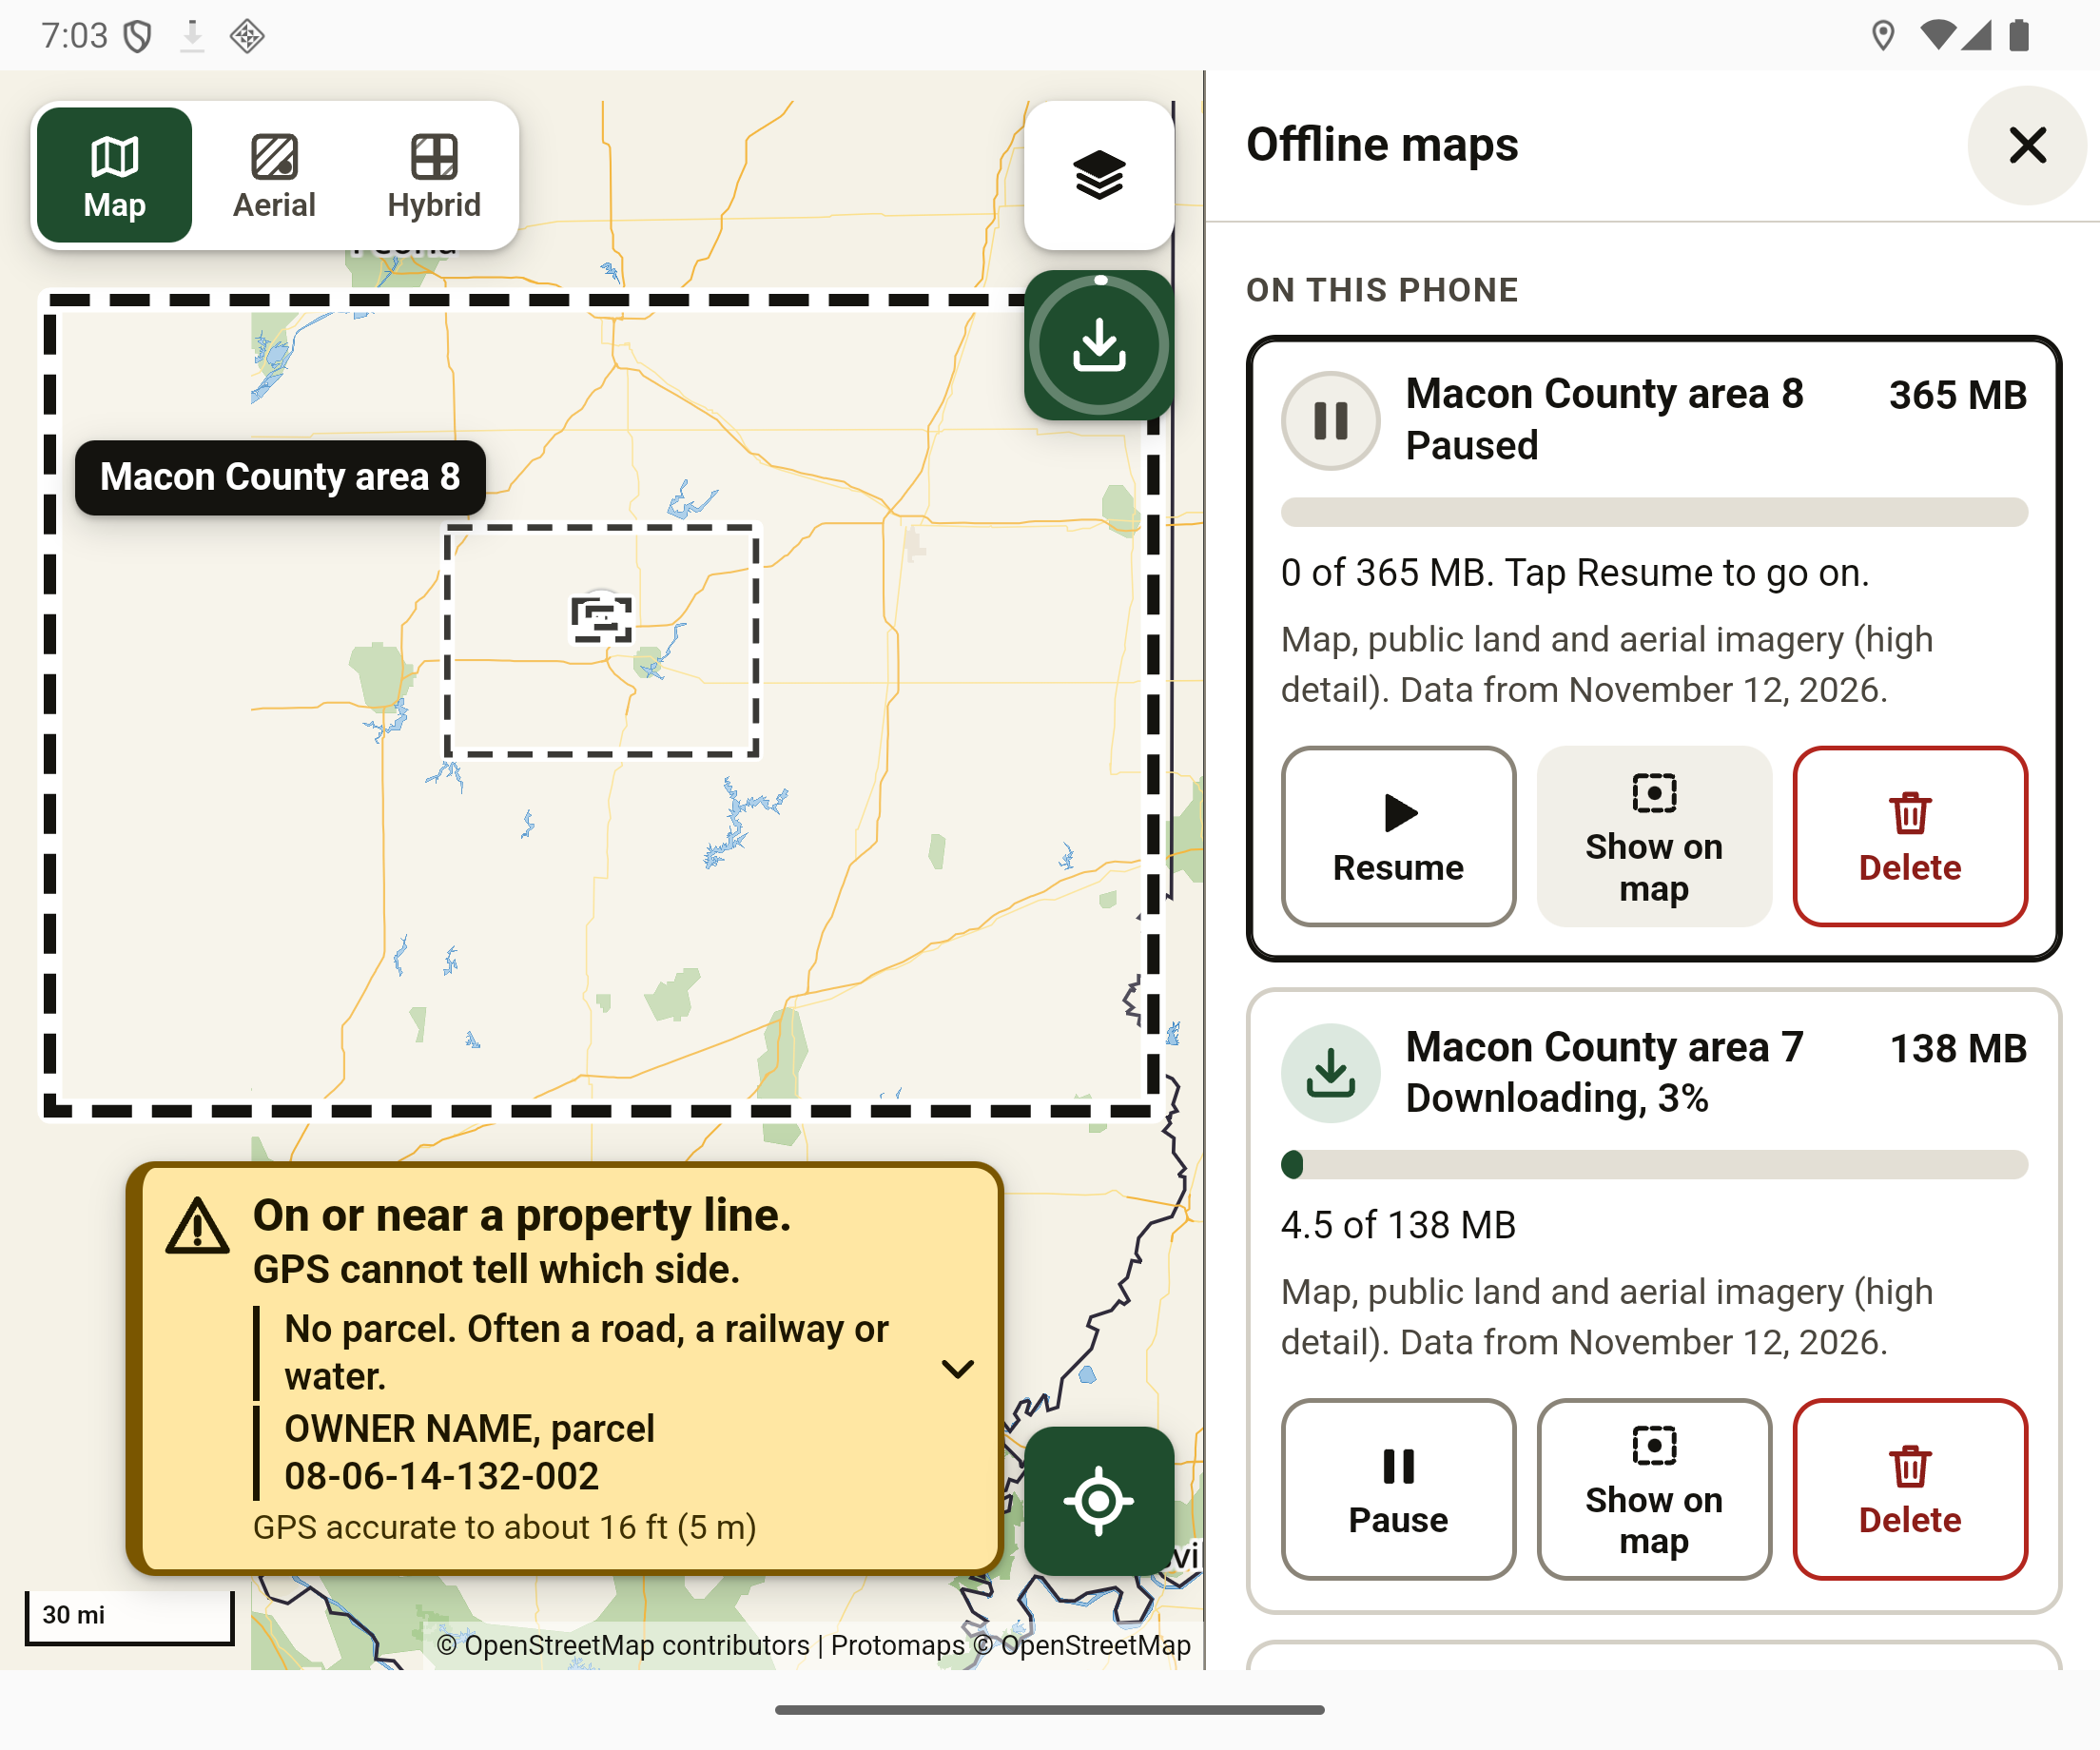 7:03
Map
Aerial
Hybrid
Macon County area 8
On or near a property line.
GPS cannot tell which side.
No parcel. Often a road, a railway or
water.
OWNER NAME, parcel
08-06-14-132-002
GPS accurate to about 16 ft (5 m)
30 mi
© OpenStreetMap contributors | Protomaps © OpenStreetMap
Offline maps
ON THIS PHONE
Macon County area 8
365 MB
Paused
0 of 365 MB. Tap Resume to go on.
Map, public land and aerial imagery (high
detail). Data from November 12, 2026.
Resume
Show on
map
Delete
Macon County area 7
138 MB
Downloading, 3%
4.5 of 138 MB
Map, public land and aerial imagery (high
detail). Data from November 12, 2026.
Pause
Show on
map
Delete